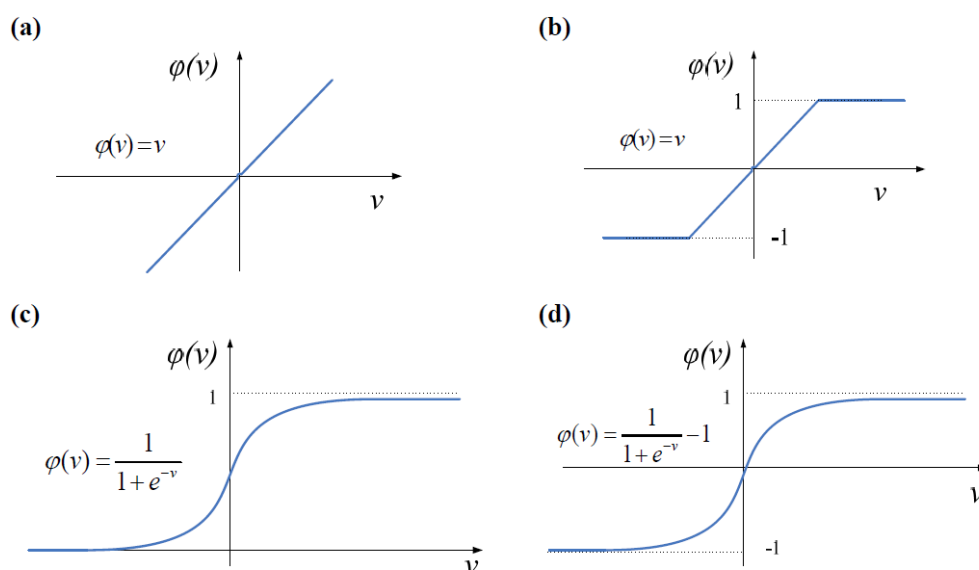 (a)
φ(v)
φ(v) = v
v
(b)
φ(v)
1
φ(v) = v
v
-1
(c)
φ(v)
1
φ(v) = 1 / (1 + e^{-v})
v
(d)
φ(v)
1
φ(v) = 1 / (1 + e^{-v}) - 1
v
-1